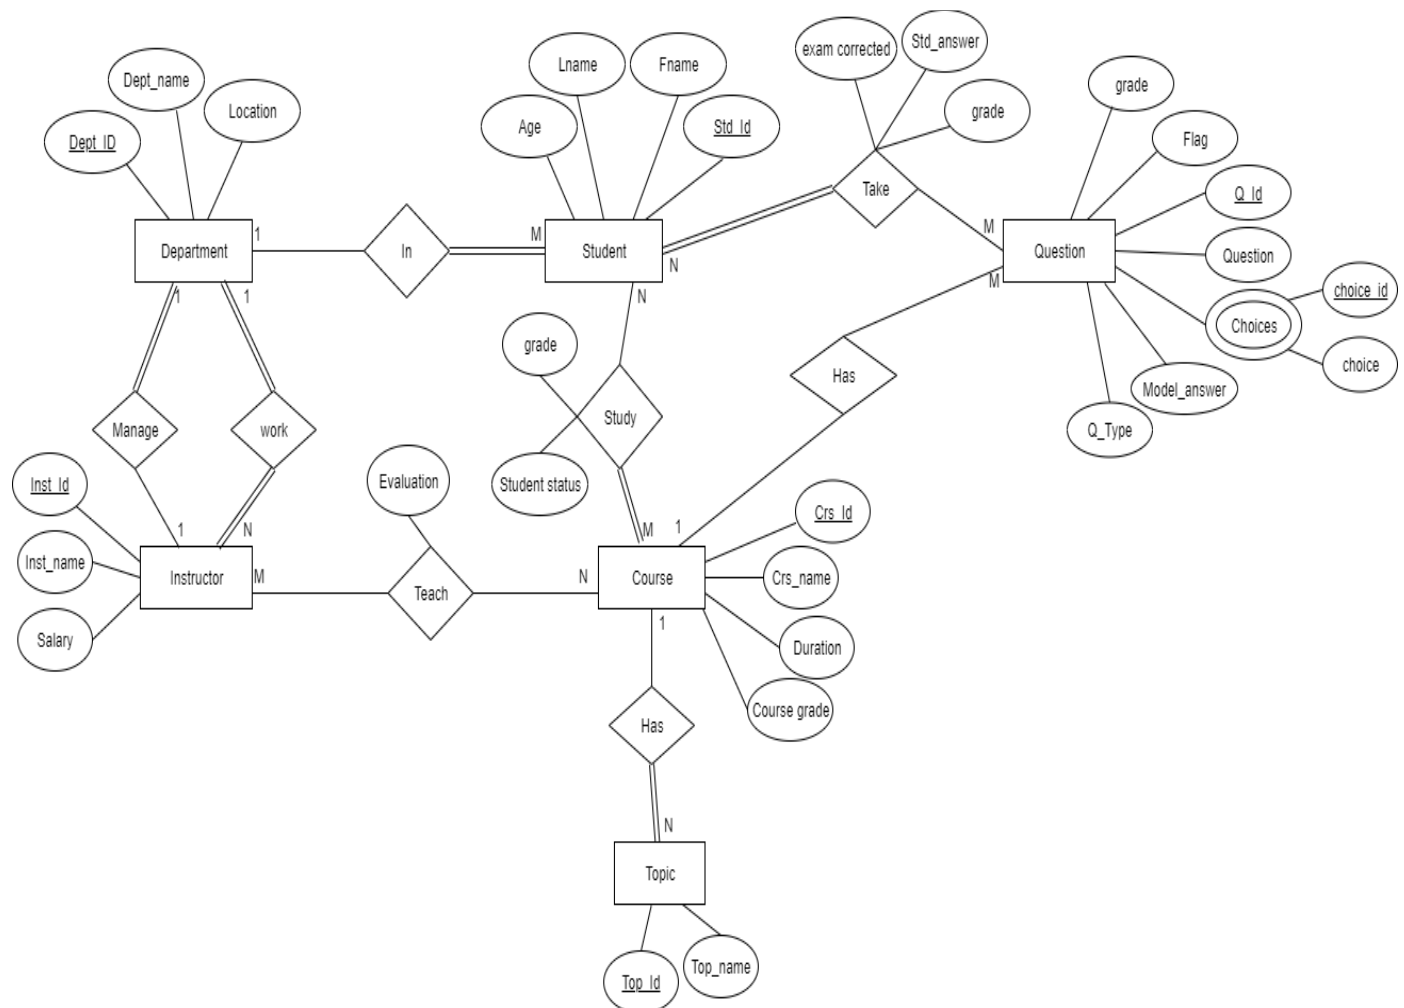 exam corrected
Std_answer
grade
Lname
Fname
Age
Std_Id
Dept_name
Dept_ID
Location
grade
Flag
Q_Id
Question
Choices
choice_id
choice
Model_answer
Q_Type
Department
1
In
M
Student
N
Take
M
Question
M
1
1
N
grade
Study
Student status
M
Has
1
Manage
work
1
N
Inst_Id
Inst_name
Salary
Instructor
M
Evaluation
Teach
N
Course
1
Crs_Id
Crs_name
Duration
Course grade
Has
N
Topic
Top_Id
Top_name